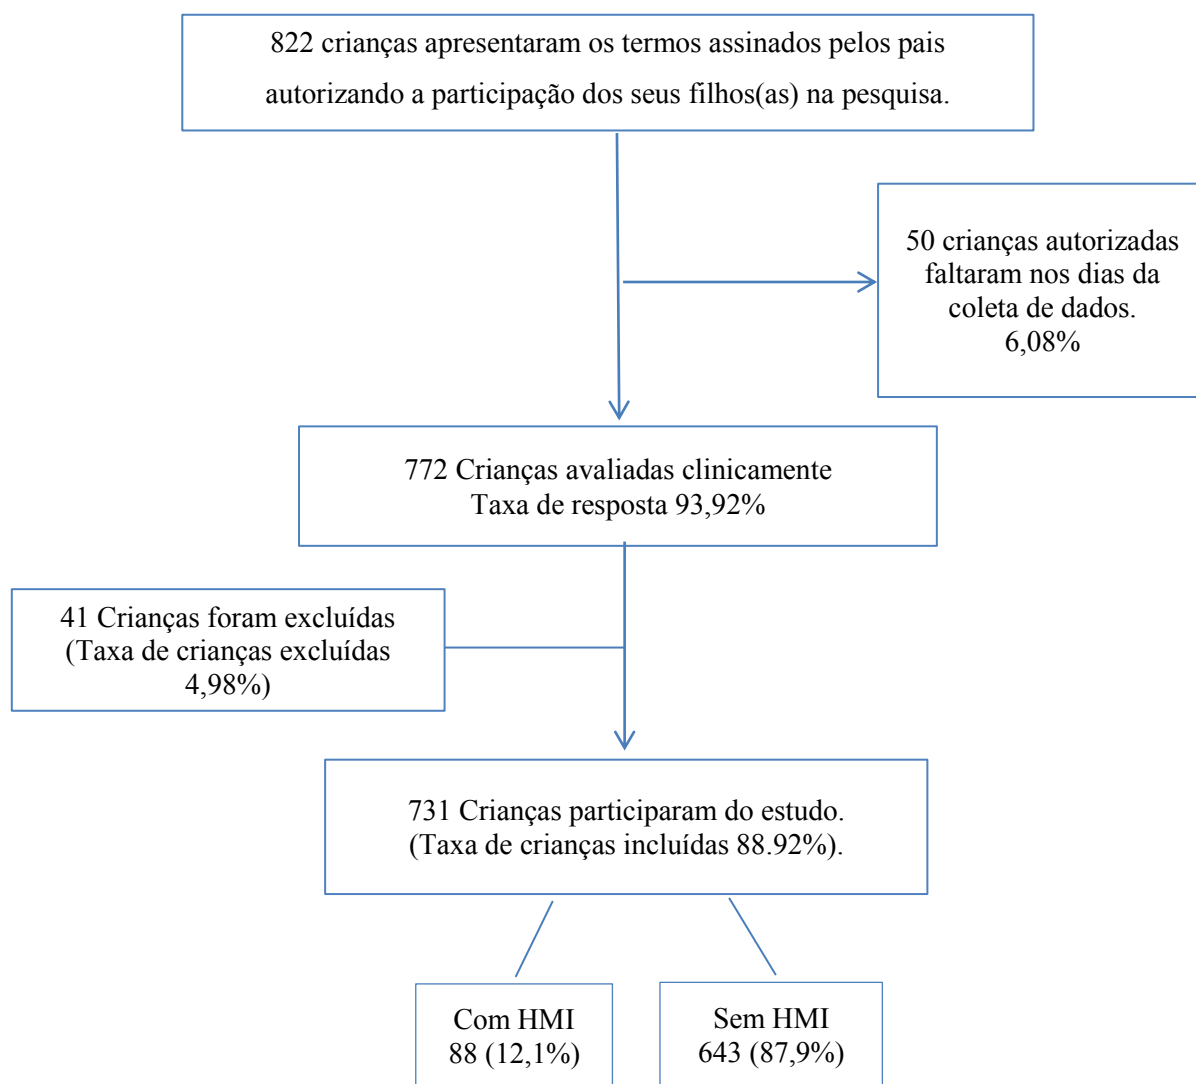 822 crianças apresentaram os termos assinados pelos pais
autorizando a participação dos seus filhos(as) na pesquisa.
50 crianças autorizadas
faltaram nos dias da
coleta de dados.
6,08%
772 Crianças avaliadas clinicamente
Taxa de resposta 93,92%
41 Crianças foram excluídas
(Taxa de crianças excluídas
4,98%)
731 Crianças participaram do estudo.
(Taxa de crianças incluídas 88.92%).
Com HMI
88 (12,1%)
Sem HMI
643 (87,9%)